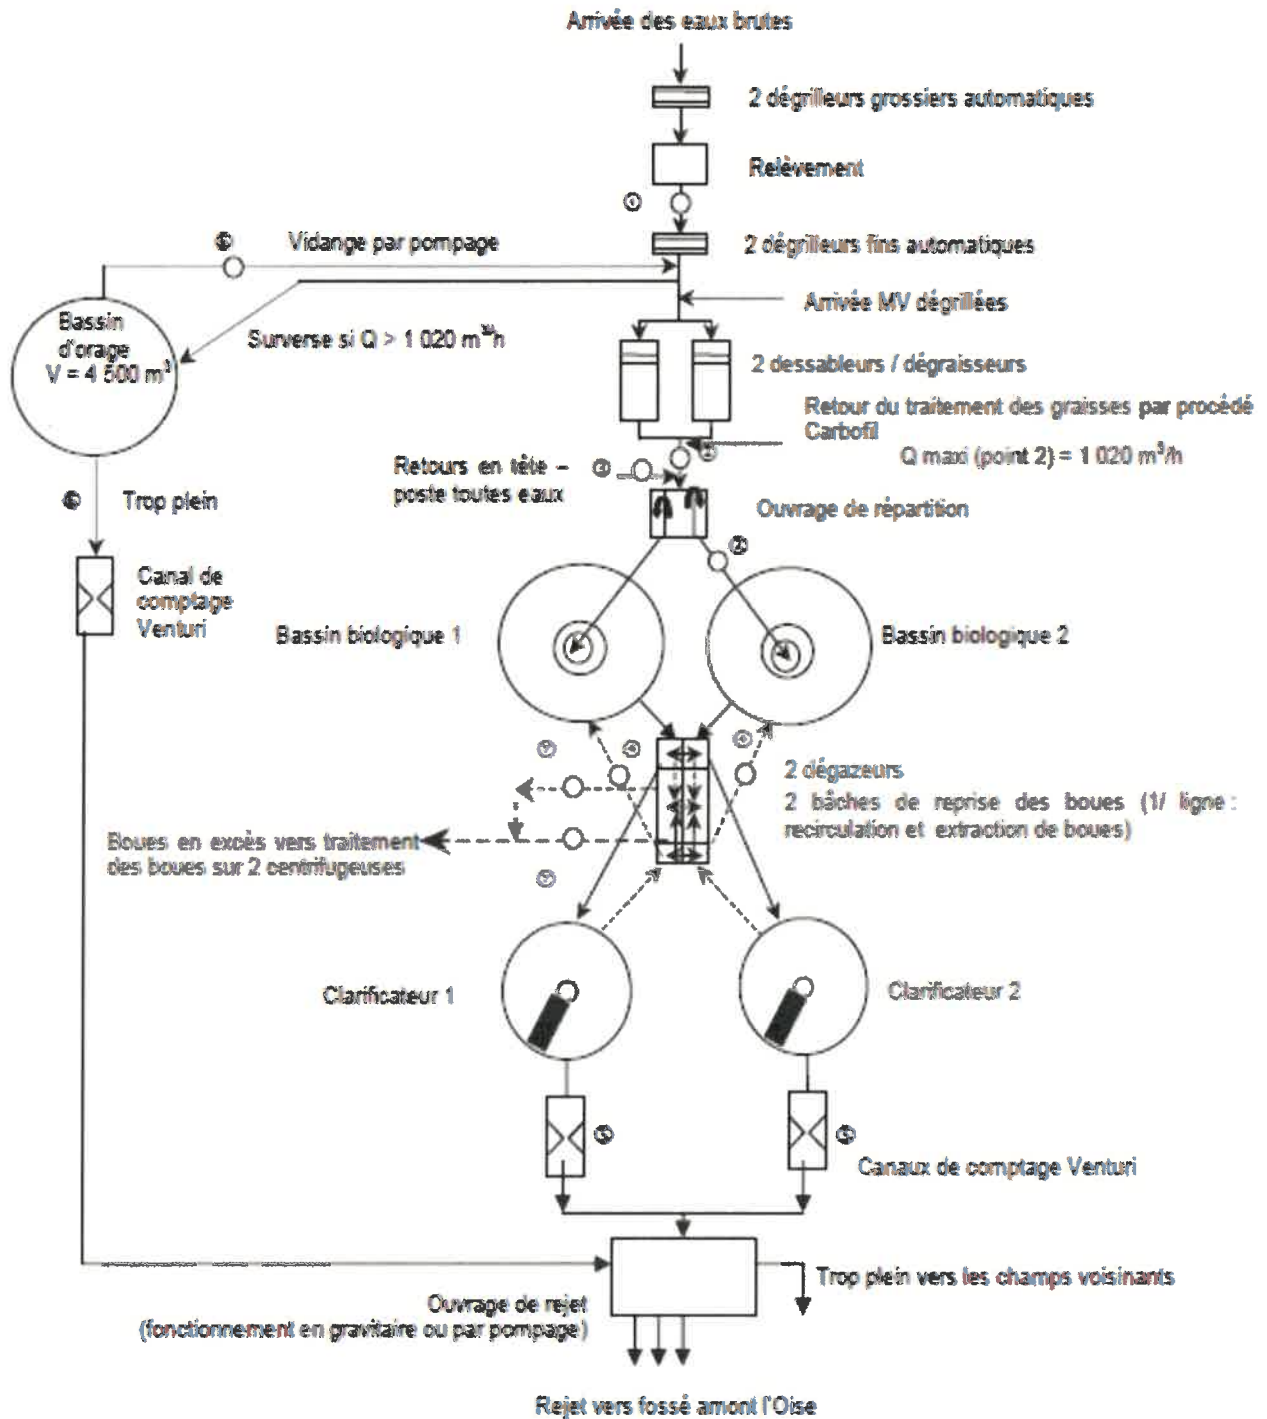 Arrivée des eaux brutes
2 dégrilleurs grossiers automatiques
Relèvement
2 dégrilleurs fins automatiques
Vidange par pompage
Arrivée MV dégrillées
Bassin
d'orage
V = 4 500 m³
Surverse si Q > 1 020 m³/h
2 dessableurs / dégraisseurs
Retour du traitement des graisses par procédé
Carbofil
Q maxi (point 2) = 1 020 m³/h
Retours en tête –
poste toutes eaux
Trop plein
Ouvrage de répartition
Canal de
comptage
Venturi
Bassin biologique 1
Bassin biologique 2
2 dégazeurs
2 bâches de reprise des boues (1/ ligne :
recirculation et extraction de boues)
Boues en excès vers traitement
des boues sur 2 centrifugeuses
Clarificateur 1
Clarificateur 2
Canaux de comptage Venturi
Trop plein vers les champs voisinants
Ouvrage de rejet
(fonctionnement en gravitaire ou par pompage)
Rejet vers fossé amont l'Oise